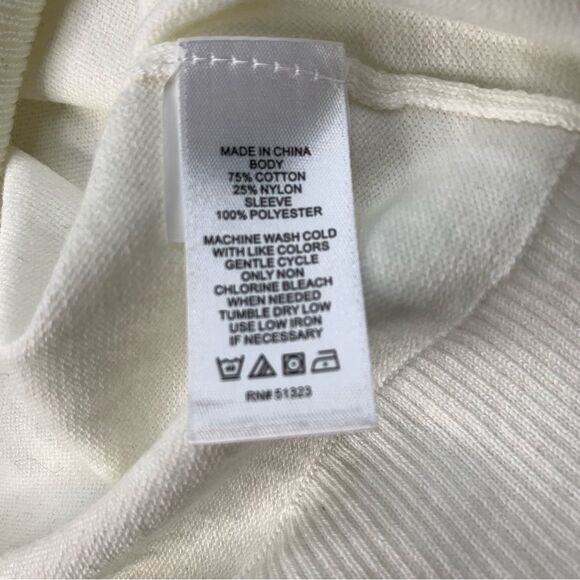 MADE IN CHINA
BODY
75% COTTON
25% NYLON
SLEEVE
100% POLYESTER
MACHINE WASH COLD
WITH LIKE COLORS
GENTLE CYCLE
ONLY NON
CHLORINE BLEACH
WHEN NEEDED
TUMBLE DRY LOW
USE LOW IRON
IF NECESSARY
RN# 51323